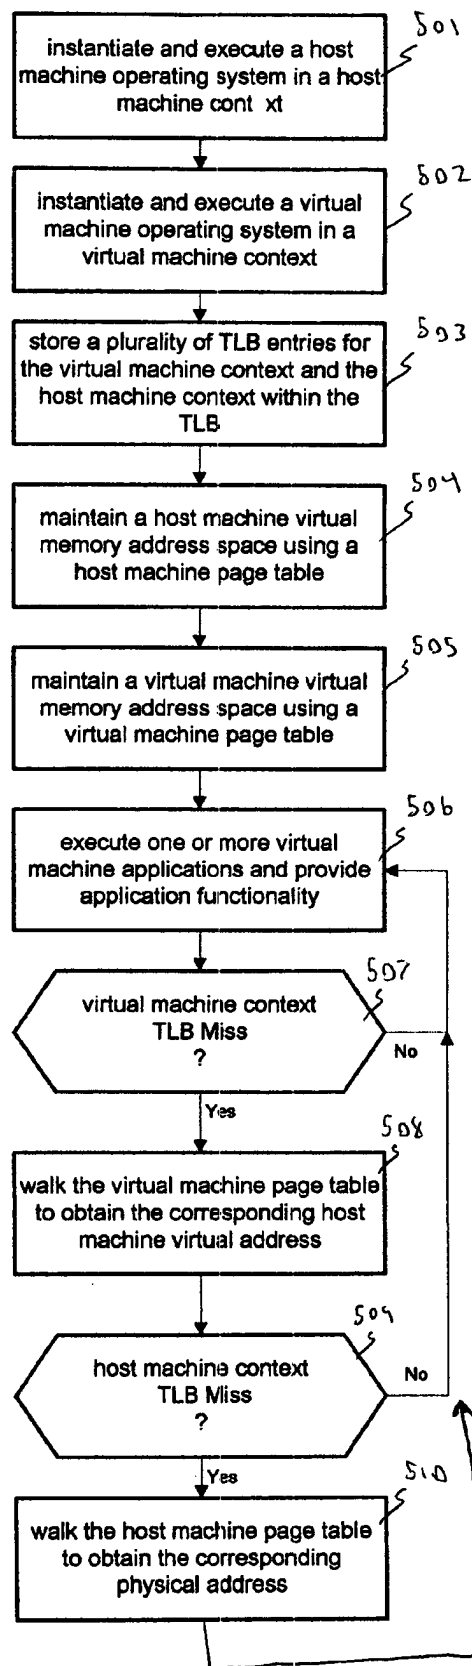 501
instantiate and execute a host
machine operating system in a host
machine cont xt
502
instantiate and execute a virtual
machine operating system in a
virtual machine context
503
store a plurality of TLB entries for
the virtual machine context and the
host machine context within the
TLB
504
maintain a host machine virtual
memory address space using a
host machine page table
505
maintain a virtual machine virtual
memory address space using a
virtual machine page table
506
execute one or more virtual
machine applications and provide
application functionality
507
virtual machine context
TLB Miss
?
No
Yes
508
walk the virtual machine page table
to obtain the corresponding host
machine virtual address
509
host machine context
TLB Miss
?
No
Yes
510
walk the host machine page table
to obtain the corresponding
physical address